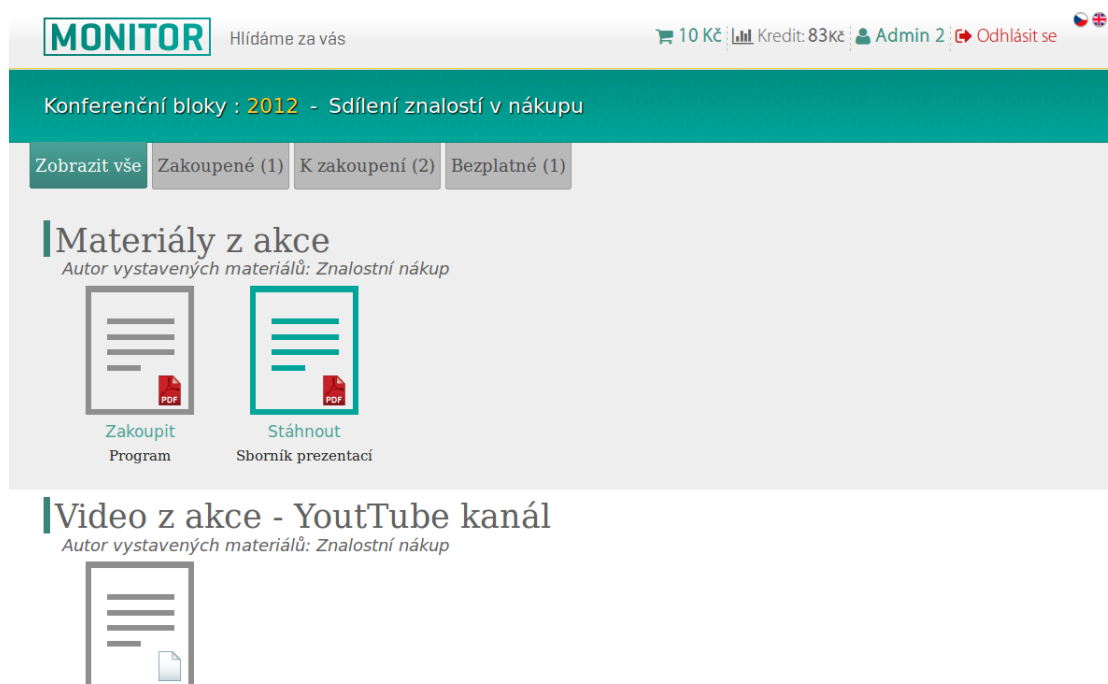 MONITOR Hlídáme za vás 10 Kč Kredit: 83Kč Admin 2 Odhlásit se
Konferenční bloky : 2012 - Sdílení znalostí v nákupu
Zobrazit vše Zakoupené (1) K zakoupení (2) Bezplatné (1)
Materiály z akce
Autor vystavených materiálů: Znalostní nákup
PDF PDF
Zakoupit Stáhnout
Program Sborník prezentací
Video z akce - YoutTube kanál
Autor vystavených materiálů: Znalostní nákup